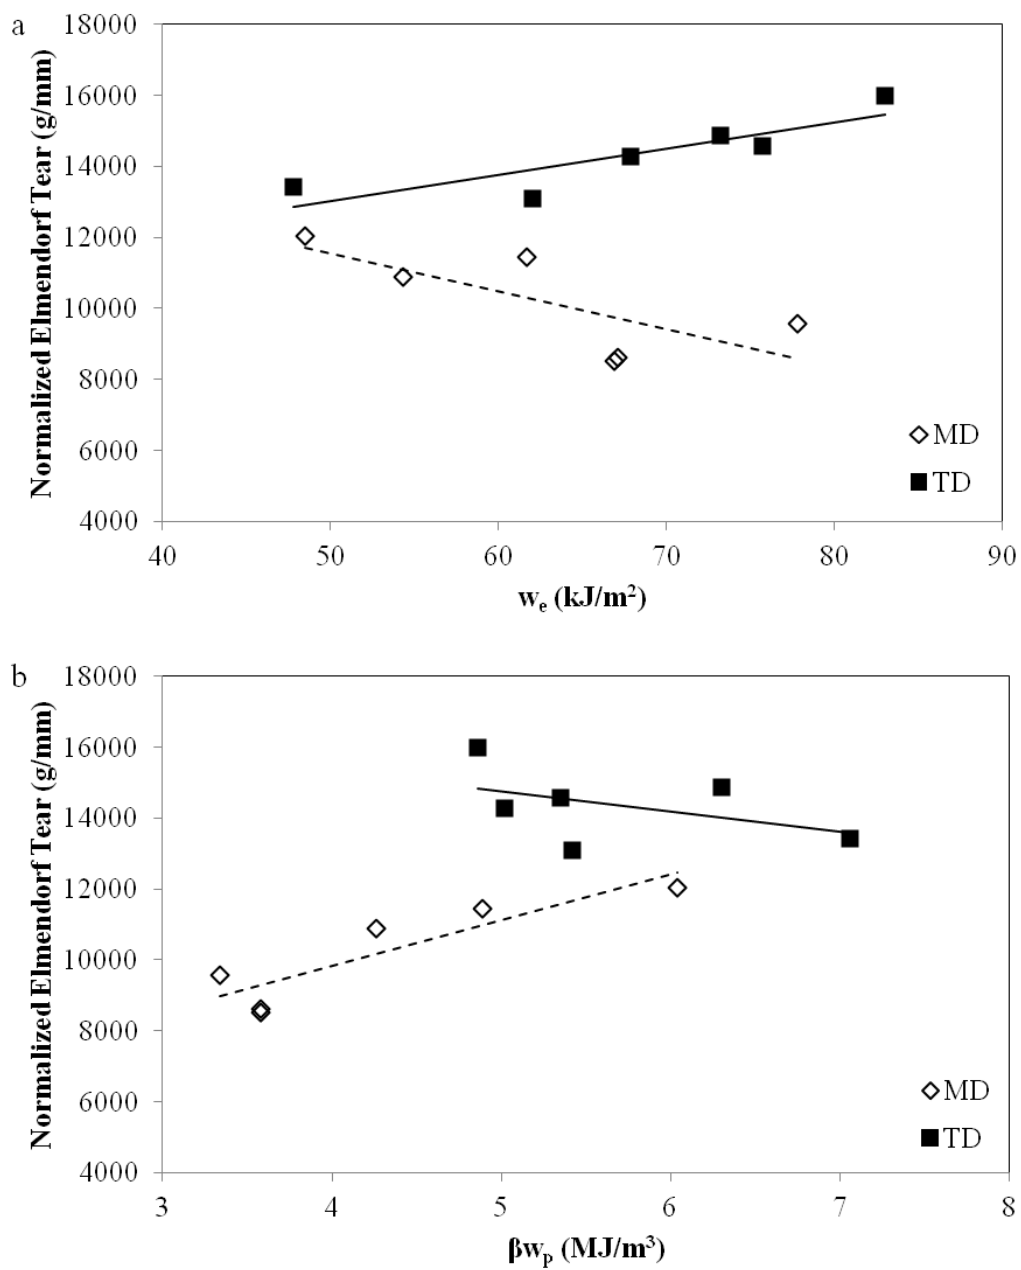 a
Normalized Elmendorf Tear (g/mm)
18000
16000
14000
12000
10000
8000
6000
4000
MD
TD
40 50 60 70 80 90
wₑ (kJ/m²)
b
Normalized Elmendorf Tear (g/mm)
18000
16000
14000
12000
10000
8000
6000
4000
MD
TD
3 4 5 6 7 8
βwₚ (MJ/m³)